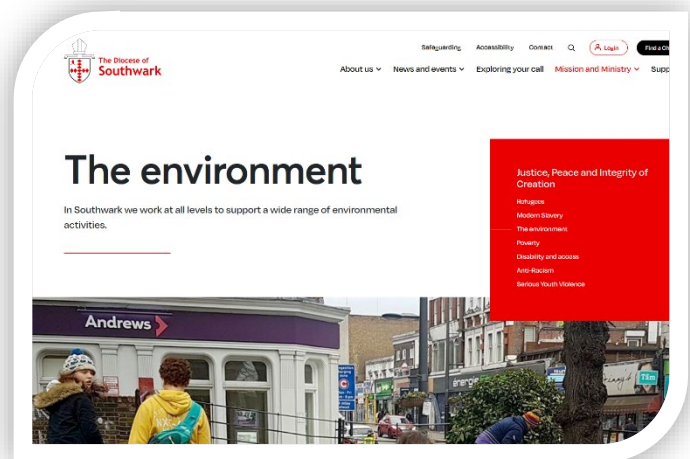 Safeguarding Accessibility Contact Login Find a Ch
The Diocese of
Southwark
About us News and events Exploring your call Mission and Ministry Supp
The environment
In Southwark we work at all levels to support a wide range of environmental
activities.
Justice, Peace and Integrity of
Creation
Refugees
Modern Slavery
The environment
Poverty
Disability and access
Anti-Racism
Serious Youth Violence
Andrews
énergie
C